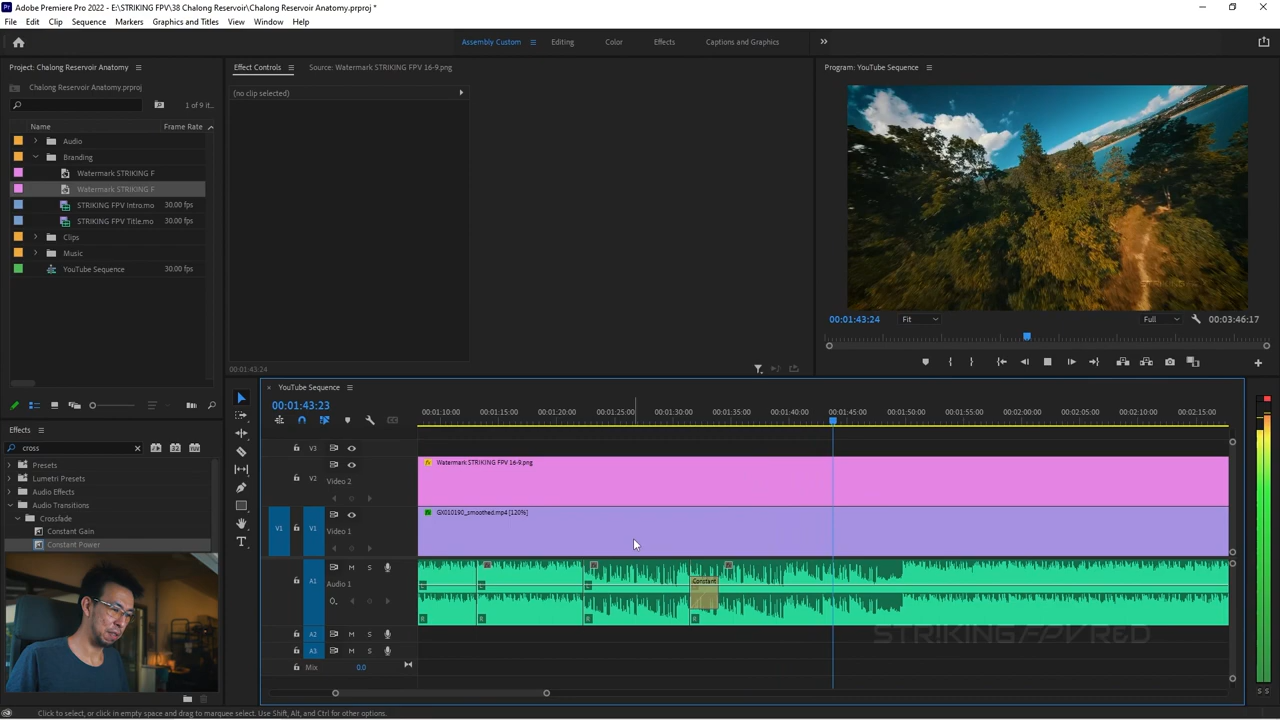 Adobe Premiere Pro 2022 - E:\STRIKING FPV\38 Chalong Reservoir\Chalong Reservoir Anatomy.prproj *
File Edit Clip Sequence Markers Graphics and Titles View Window Help
Assembly Custom Editing Color Effects Captions and Graphics
Project: Chalong Reservoir Anatomy
Chalong Reservoir Anatomy.prproj
1 of 9 it...
Name Frame Rate
Audio
Branding
Watermark STRIKING F
Watermark STRIKING F
STRIKING FPV Intro.mo 30.00 fps
STRIKING FPV Title.mo 30.00 fps
Clips
Music
YouTube Sequence 30.00 fps
Effect Controls Source: Watermark STRIKING FPV 16-9.png
(no clip selected)
00:01:43:24
Program: YouTube Sequence
00:01:43:24 Fit Full 00:03:46:17
Effects
cross
Presets
Lumetri Presets
Audio Effects
Audio Transitions
Crossfade
Constant Gain
Constant Power
YouTube Sequence
00:01:43:23
00:01:10:00 00:01:15:00 00:01:20:00 00:01:25:00 00:01:30:00 00:01:35:00 00:01:40:00 00:01:45:00 00:01:50:00 00:01:55:00 00:02:00:00 00:02:05:00 00:02:10:00 00:02:15:00
V3
V2 Video 2
Watermark STRIKING FPV 16-9.png
V1 V1 Video 1
GX010190_smoothed.mp4 [120%]
A1 M S
Audio 1
Constant
L L L
R R R R
A2 M S
A3 M S
Mix 0.0
STRIKING FPV RED
S S
Click to select, or click in empty space and drag to marquee select. Use Shift, Alt, and Ctrl for other options.